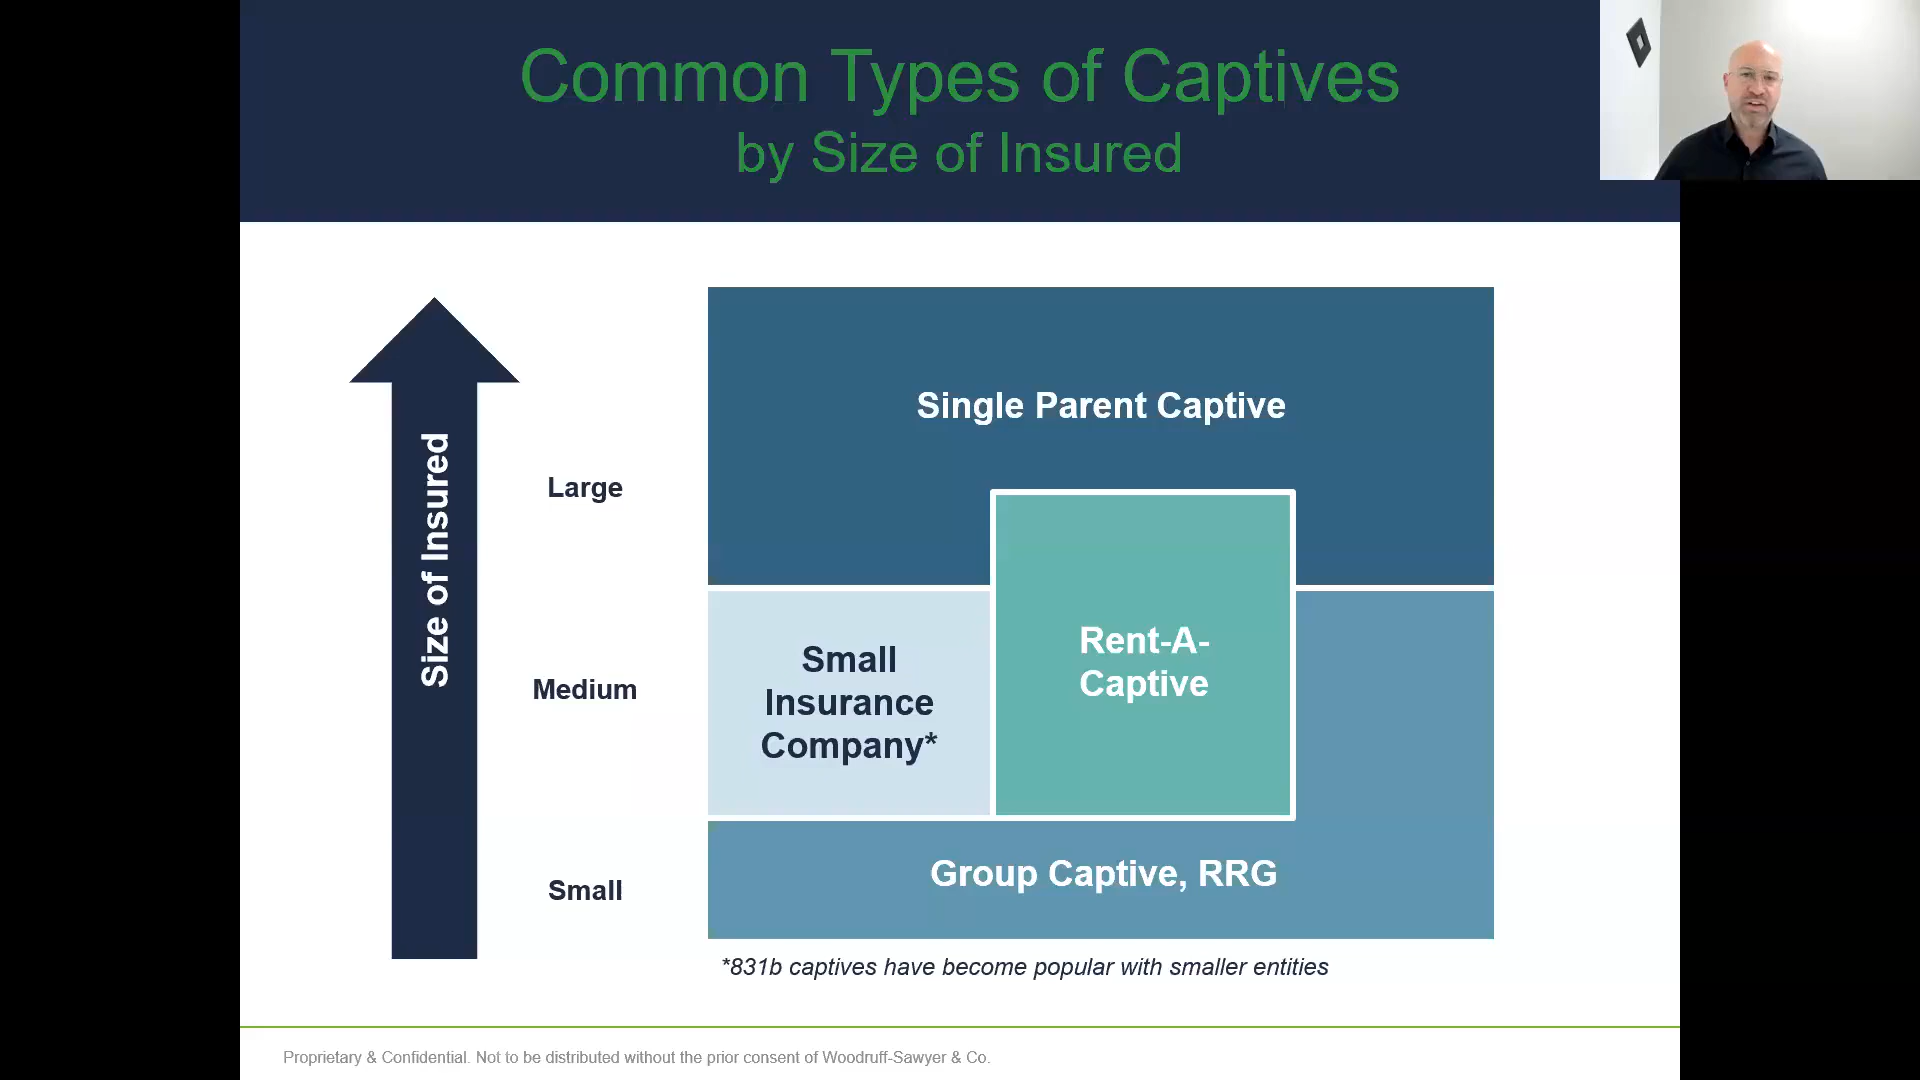 Common Types of Captives
by Size of Insured
Size of Insured
Large
Medium
Small
Single Parent Captive
Small
Insurance
Company*
Rent-A-
Captive
Group Captive, RRG
*831b captives have become popular with smaller entities
Proprietary & Confidential. Not to be distributed without the prior consent of Woodruff-Sawyer & Co.